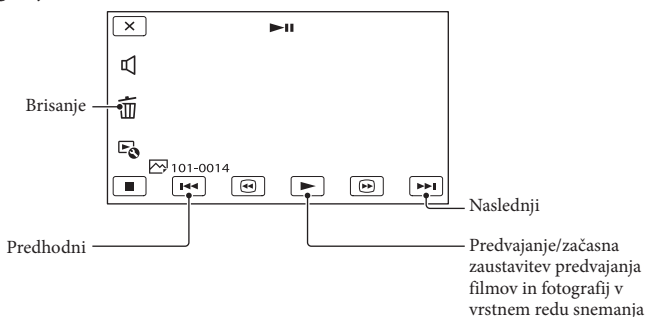 Brisanje
101-0014
Predhodni
Naslednji
Predvajanje/začasna
zaustavitev predvajanja
filmov in fotografij v
vrstnem redu snemanja